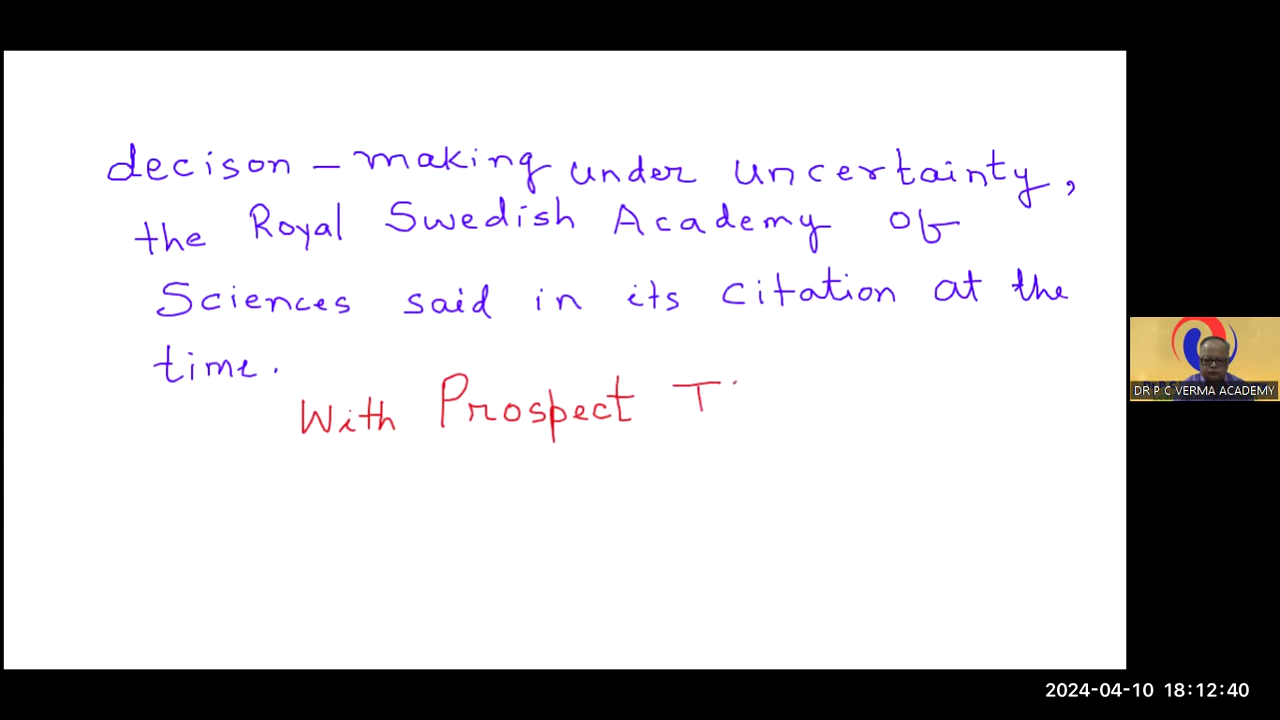 decison - making under uncertainty,
the Royal Swedish Academy of
Sciences said in its citation at the
time.
With Prospect T
DR P C VERMA ACADEMY
2024-04-10 18:12:40